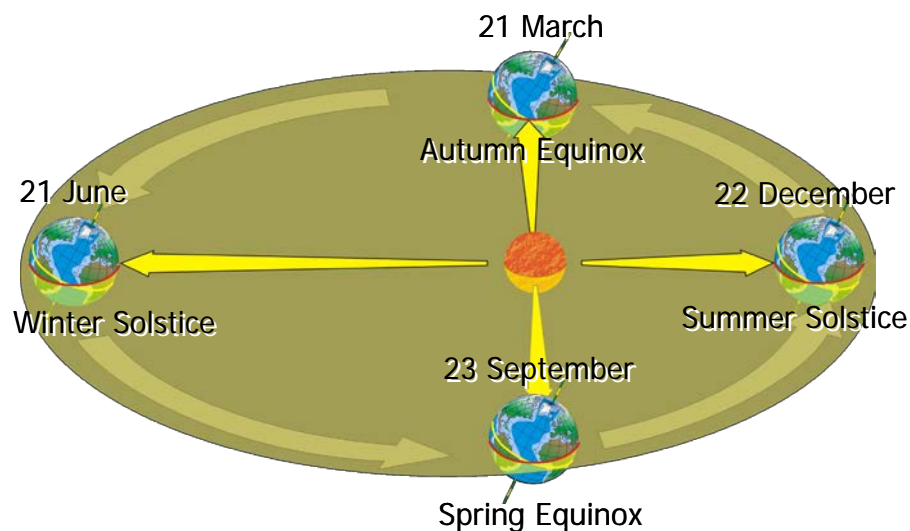 21 March
Autumn Equinox
21 June
22 December
Winter Solstice
Summer Solstice
23 September
Spring Equinox